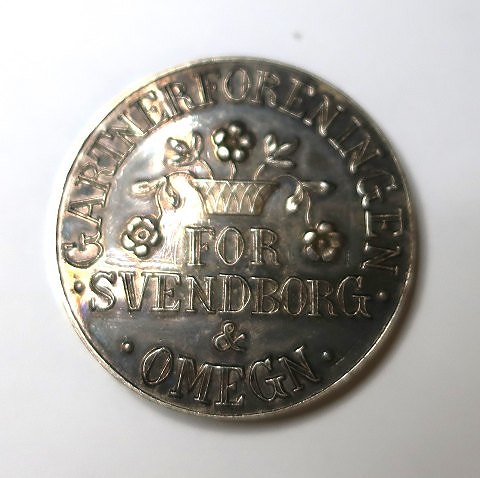 GARTNERFORENINGEN
FOR
· SVENDBORG ·
&
· OMEGN ·